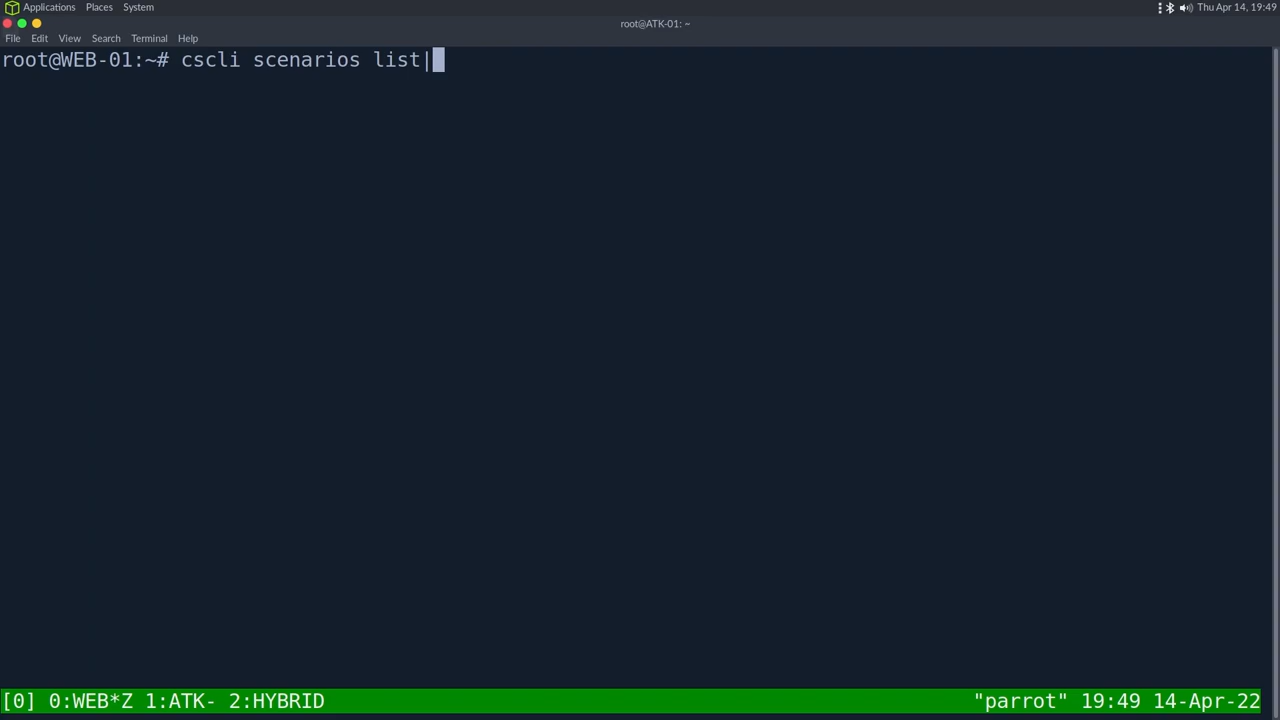 Applications Places System
Thu Apr 14, 19:49
root@ATK-01: ~
File Edit View Search Terminal Help
root@WEB-01:~# cscli scenarios list|
[0] 0:WEB*Z 1:ATK- 2:HYBRID
"parrot" 19:49 14-Apr-22